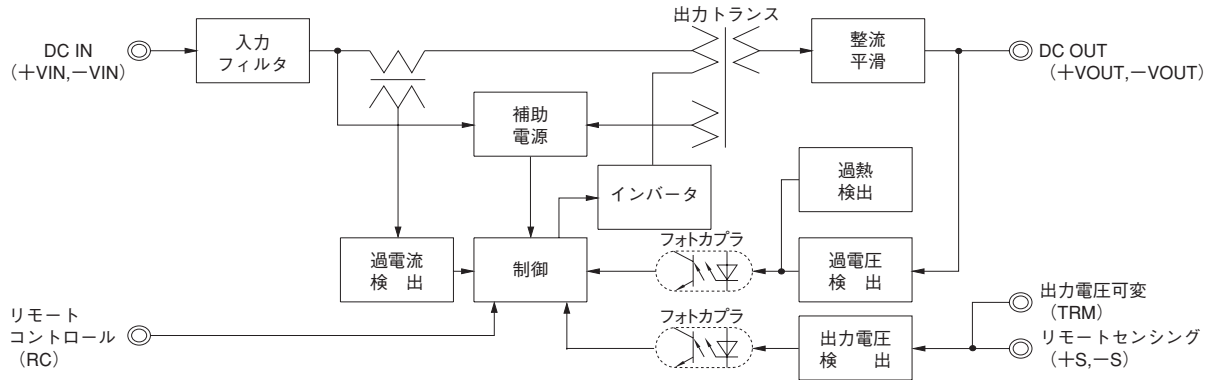 出力トランス
DC IN
(＋VIN,－VIN)
入力
フィルタ
整流
平滑
DC OUT
(＋VOUT,－VOUT)
補助
電源
インバータ
過熱
検出
フォトカプラ
過電流
検 出
制御
過電圧
検 出
リモート
コントロール
(RC)
フォトカプラ
出力電圧
検 出
出力電圧可変
(TRM)
リモートセンシング
(＋S,－S)